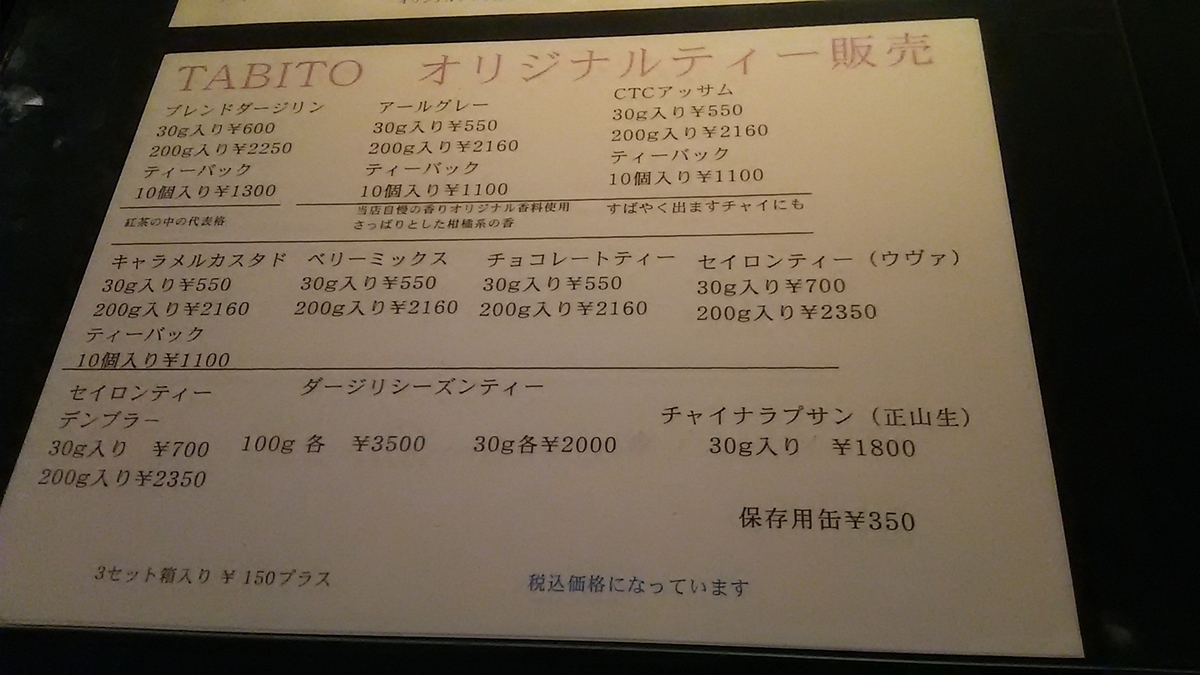 TABITO オリジナルティー販売
ブレンドダージリン
30g入り¥600
200g入り¥2250
ティーバック
10個入り¥1300
紅茶の中の代表格
アールグレー
30g入り¥550
200g入り¥2160
ティーバック
10個入り¥1100
当店自慢の香りオリジナル香料使用
さっぱりとした柑橘系の香
CTCアッサム
30g入り¥550
200g入り¥2160
ティーバック
10個入り¥1100
すばやく出ますチャイにも
キャラメルカスタド
30g入り¥550
200g入り¥2160
ティーバック
10個入り¥1100
ベリーミックス
30g入り¥550
200g入り¥2160
チョコレートティー
30g入り¥550
200g入り¥2160
セイロンティー(ウヴァ)
30g入り¥700
200g入り¥2350
セイロンティー
デンブラー
30g入り ¥700
200g入り¥2350
ダージリシーズンティー
100g 各 ¥3500 30g各¥2000
チャイナラプサン(正山生)
30g入り ¥1800
保存用缶¥350
3セット箱入り ¥150プラス
税込価格になっています